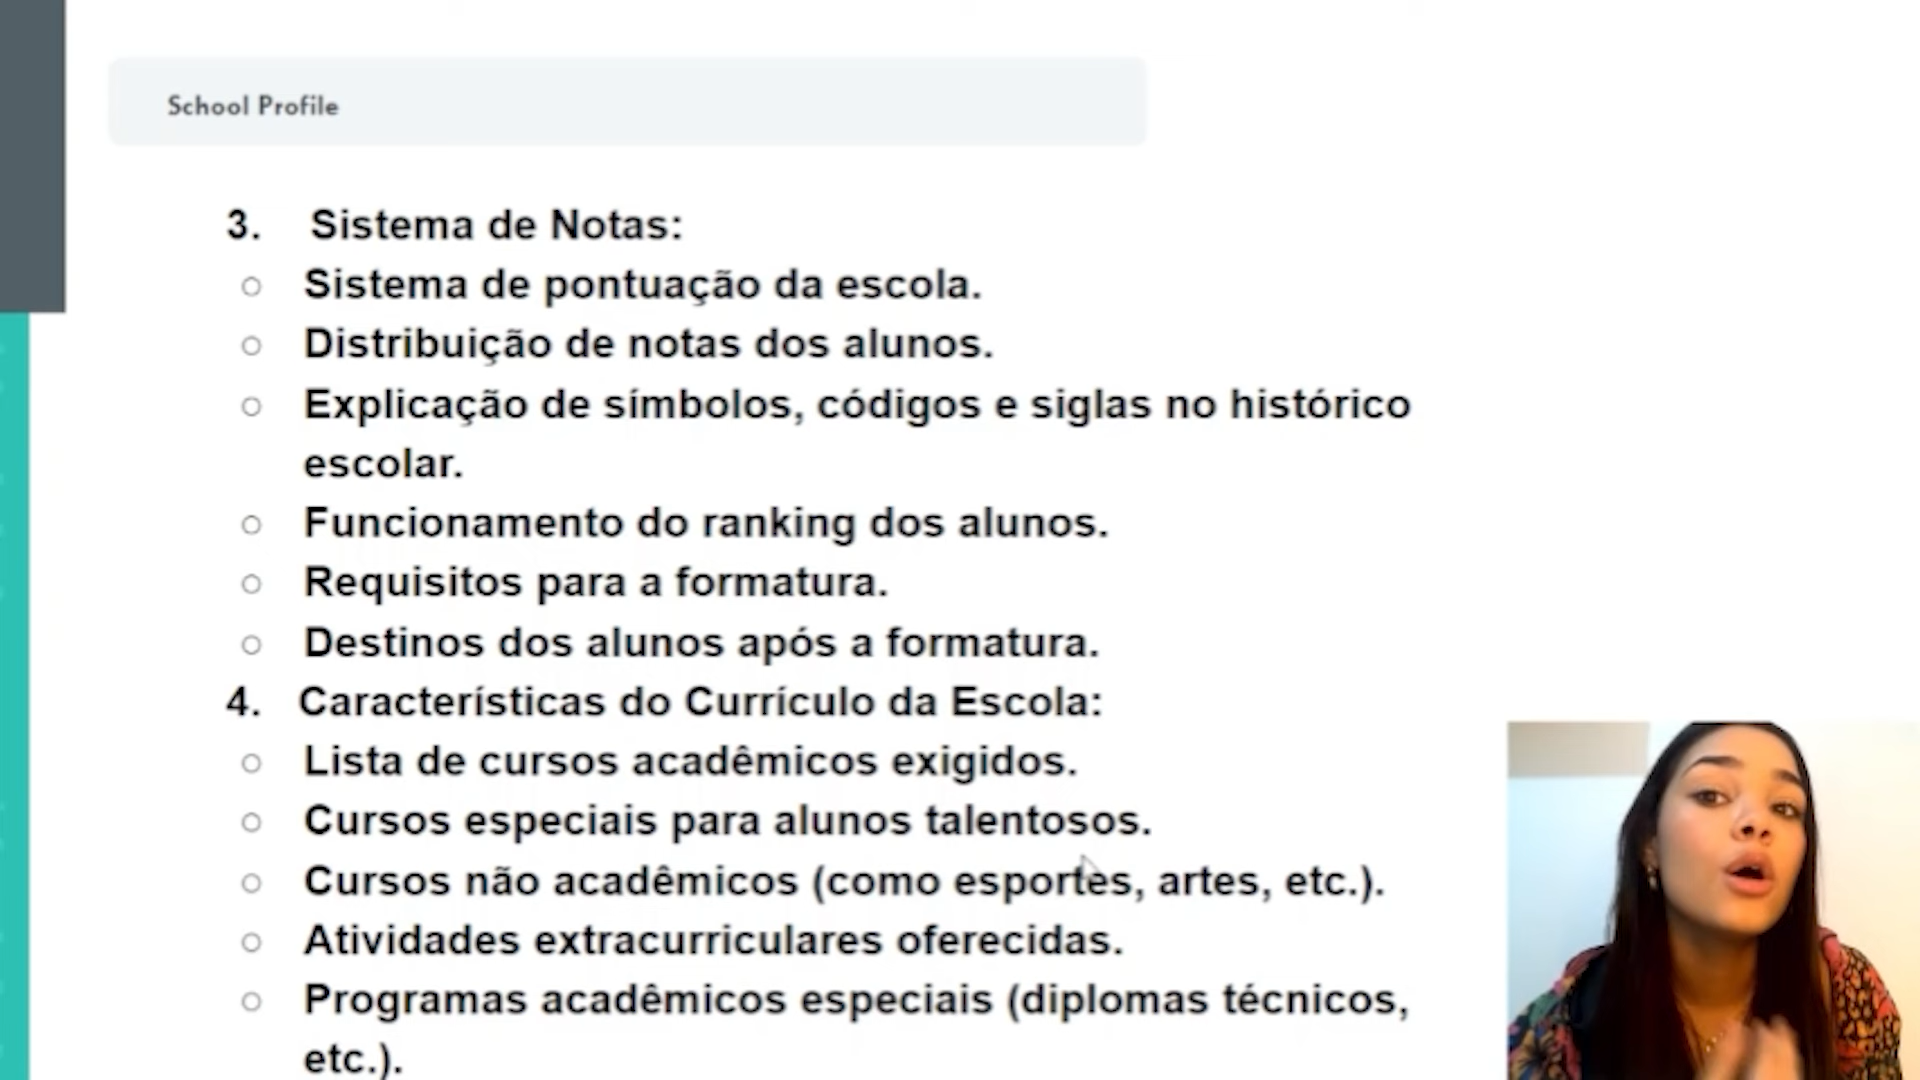 School Profile
3. Sistema de Notas:
○ Sistema de pontuação da escola.
○ Distribuição de notas dos alunos.
○ Explicação de símbolos, códigos e siglas no histórico
escolar.
○ Funcionamento do ranking dos alunos.
○ Requisitos para a formatura.
○ Destinos dos alunos após a formatura.
4. Características do Currículo da Escola:
○ Lista de cursos acadêmicos exigidos.
○ Cursos especiais para alunos talentosos.
○ Cursos não acadêmicos (como esportes, artes, etc.).
○ Atividades extracurriculares oferecidas.
○ Programas acadêmicos especiais (diplomas técnicos,
etc.).